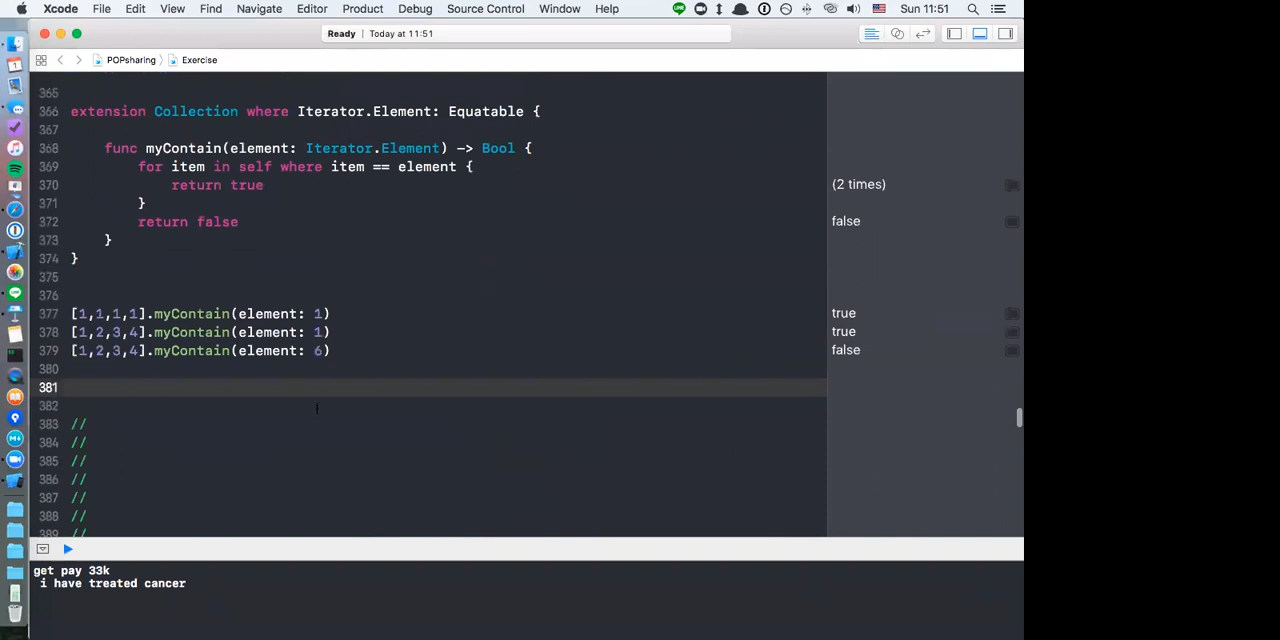 Xcode File Edit View Find Navigate Editor Product Debug Source Control Window Help Sun 11:51
Ready | Today at 11:51
POPsharing Exercise
365
366 extension Collection where Iterator.Element: Equatable {
367
368 func myContain(element: Iterator.Element) -> Bool {
369 for item in self where item == element {
370 return true (2 times)
371 }
372 return false false
373 }
374 }
375
376
377 [1,1,1,1].myContain(element: 1) true
378 [1,2,3,4].myContain(element: 1) true
379 [1,2,3,4].myContain(element: 6) false
380
381
382
383 //
384 //
385 //
386 //
387 //
388 //
389 //
get pay 33k
i have treated cancer